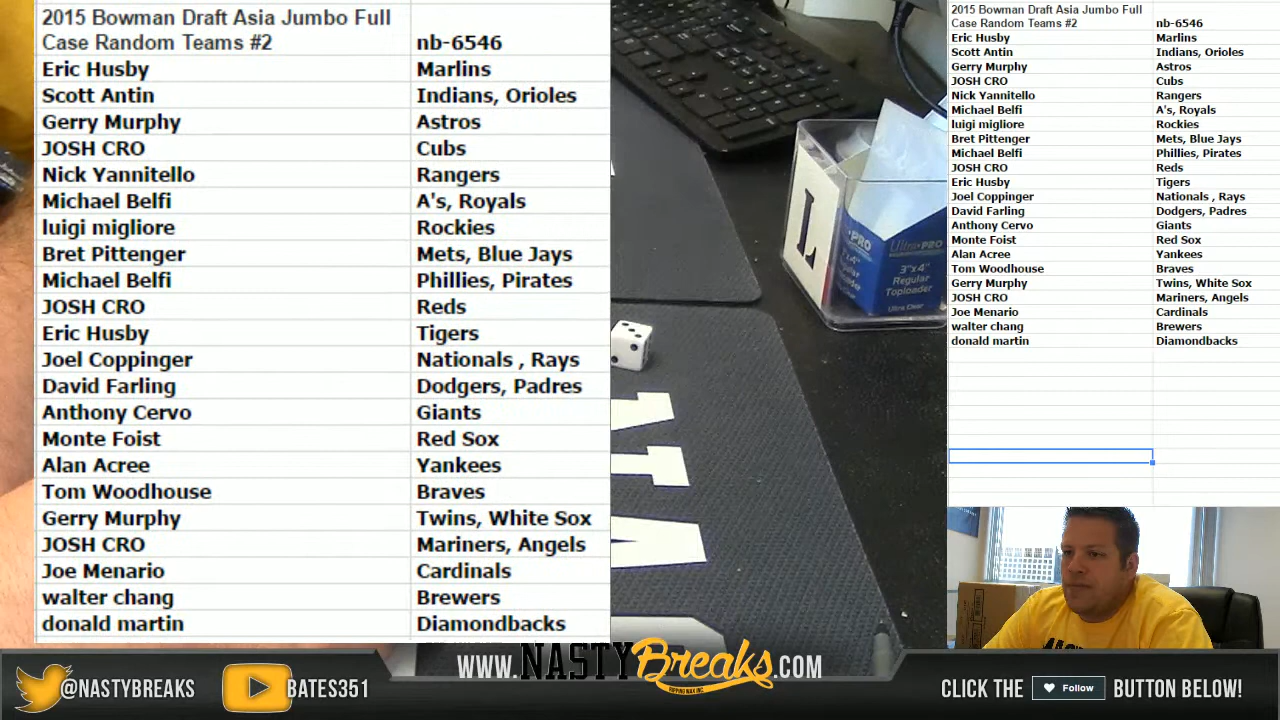 2015 Bowman Draft Asia Jumbo Full
Case Random Teams #2 nb-6546
Eric Husby Marlins
Scott Antin Indians, Orioles
Gerry Murphy Astros
JOSH CRO Cubs
Nick Yannitello Rangers
Michael Belfi A's, Royals
luigi migliore Rockies
Bret Pittenger Mets, Blue Jays
Michael Belfi Phillies, Pirates
JOSH CRO Reds
Eric Husby Tigers
Joel Coppinger Nationals , Rays
David Farling Dodgers, Padres
Anthony Cervo Giants
Monte Foist Red Sox
Alan Acree Yankees
Tom Woodhouse Braves
Gerry Murphy Twins, White Sox
JOSH CRO Mariners, Angels
Joe Menario Cardinals
walter chang Brewers
donald martin Diamondbacks
L
PRO
Ultra PRO
3"x4"
Regular
Toploader
Ultra Clear
2015 Bowman Draft Asia Jumbo Full
Case Random Teams #2 nb-6546
Eric Husby Marlins
Scott Antin Indians, Orioles
Gerry Murphy Astros
JOSH CRO Cubs
Nick Yannitello Rangers
Michael Belfi A's, Royals
luigi migliore Rockies
Bret Pittenger Mets, Blue Jays
Michael Belfi Phillies, Pirates
JOSH CRO Reds
Eric Husby Tigers
Joel Coppinger Nationals , Rays
David Farling Dodgers, Padres
Anthony Cervo Giants
Monte Foist Red Sox
Alan Acree Yankees
Tom Woodhouse Braves
Gerry Murphy Twins, White Sox
JOSH CRO Mariners, Angels
Joe Menario Cardinals
walter chang Brewers
donald martin Diamondbacks
@NASTYBREAKS
BATES351
WWW.NASTYBreaks.COM
RIPPING WAX INC.
CLICK THE Follow BUTTON BELOW!